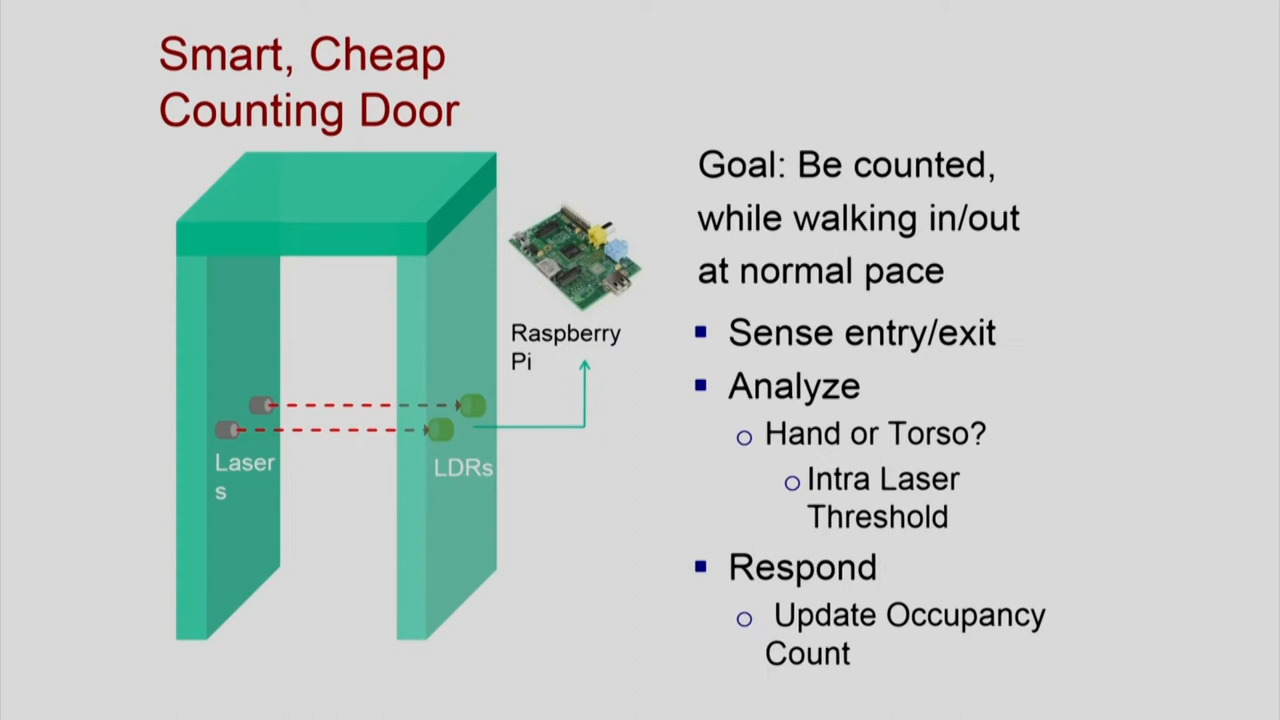 Smart, Cheap
Counting Door
Goal: Be counted,
while walking in/out
at normal pace
Sense entry/exit
Analyze
Hand or Torso?
Intra Laser
Threshold
Respond
Update Occupancy
Count
Raspberry
Pi
Laser
s
LDRs